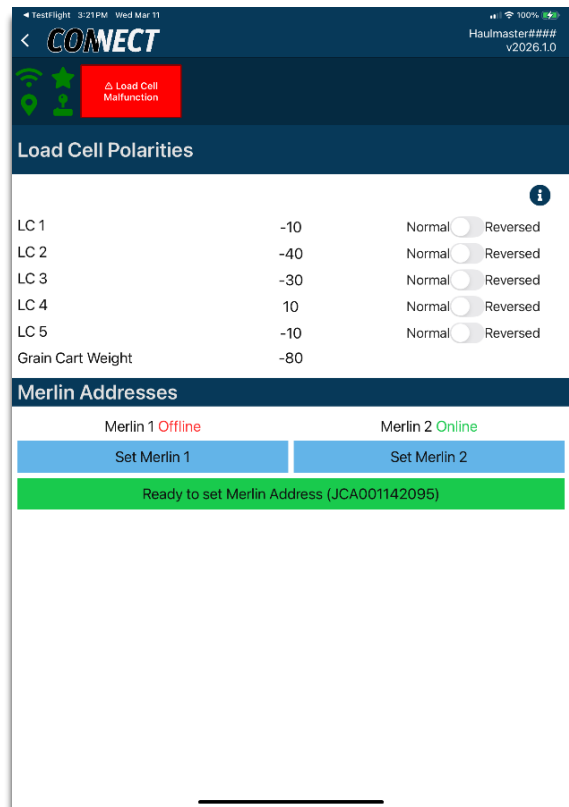 ◀ TestFlight 3:21 PM Wed Mar 11 100%
< CONNECT Haulmaster####
v2026.1.0
⚠ Load Cell
Malfunction
Load Cell Polarities
LC 1 -10 Normal Reversed
LC 2 -40 Normal Reversed
LC 3 -30 Normal Reversed
LC 4 10 Normal Reversed
LC 5 -10 Normal Reversed
Grain Cart Weight -80
Merlin Addresses
Merlin 1 Offline Merlin 2 Online
Set Merlin 1 Set Merlin 2
Ready to set Merlin Address (JCA001142095)